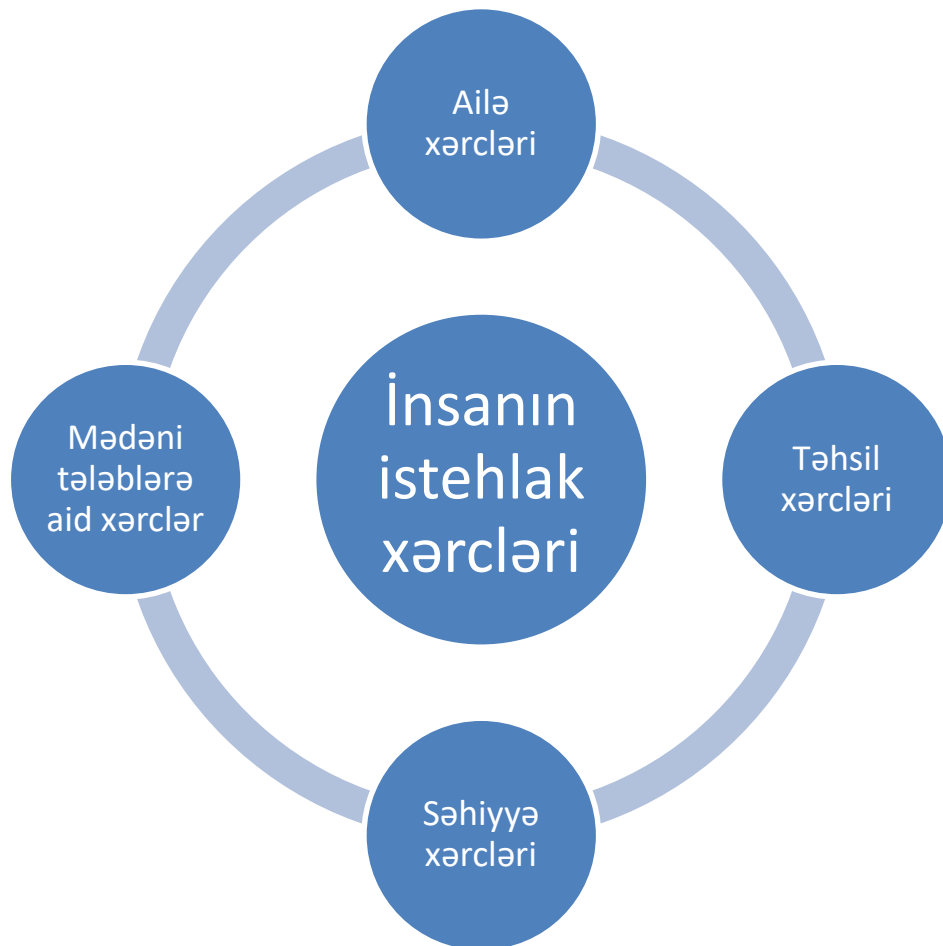 Ailə
xərcləri
İnsanın
istehlak
xərcləri
Mədəni
tələblərə
aid xərclər
Təhsil
xərcləri
Səhiyyə
xərcləri